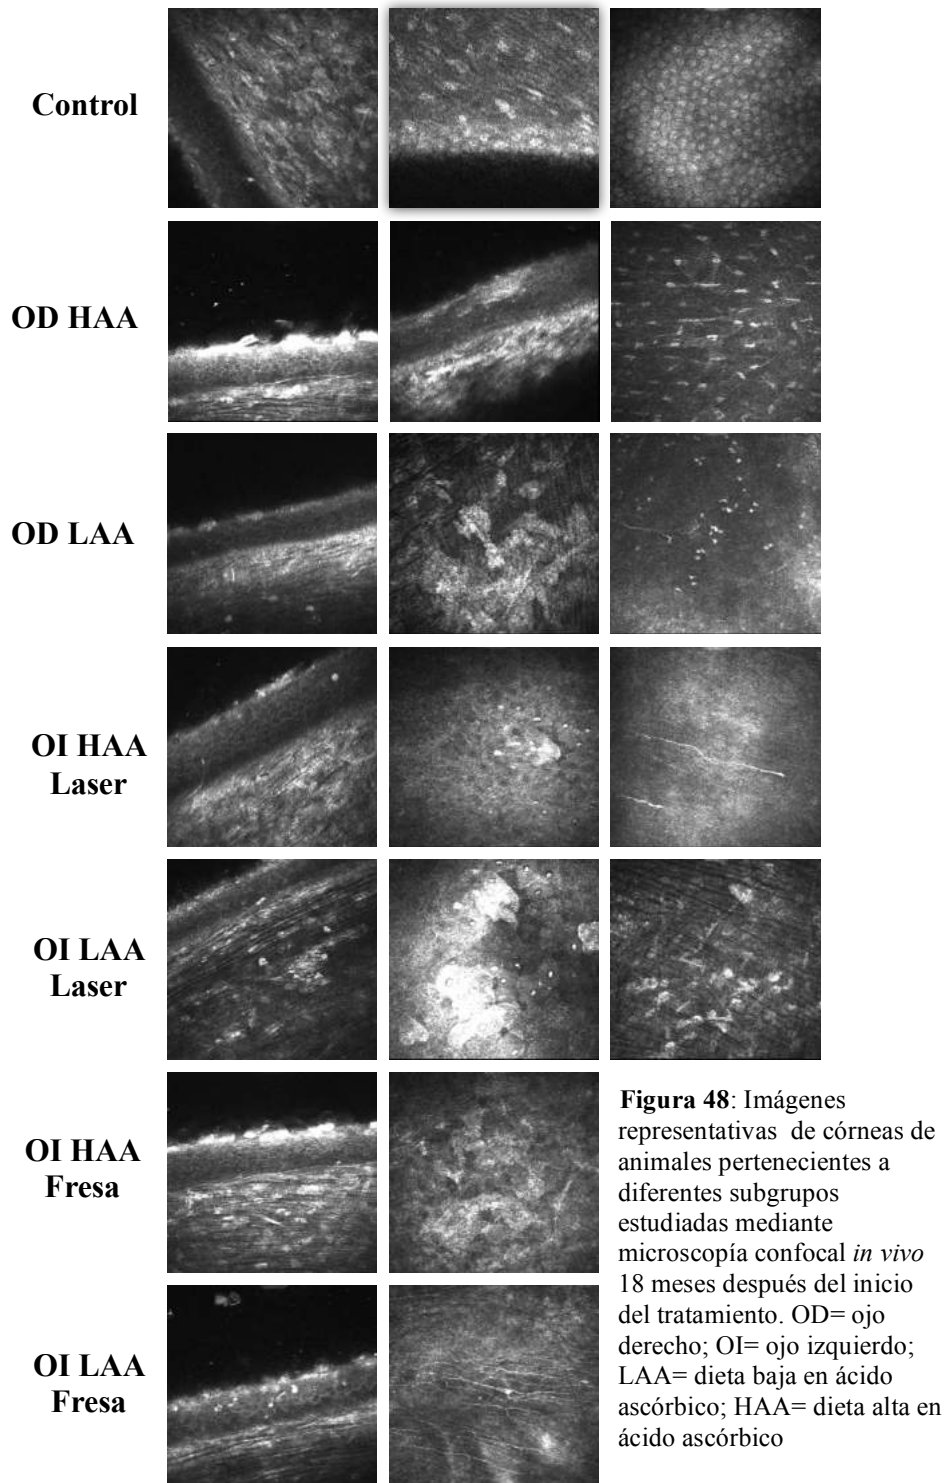 Control
OD HAA
OD LAA
OI HAA
Laser
OI LAA
Laser
OI HAA
Fresa
OI LAA
Fresa
Figura 48: Imágenes
representativas de córneas de
animales pertenecientes a
diferentes subgrupos
estudiadas mediante
microscopía confocal in vivo
18 meses después del inicio
del tratamiento. OD= ojo
derecho; OI= ojo izquierdo;
LAA= dieta baja en ácido
ascórbico; HAA= dieta alta en
ácido ascórbico